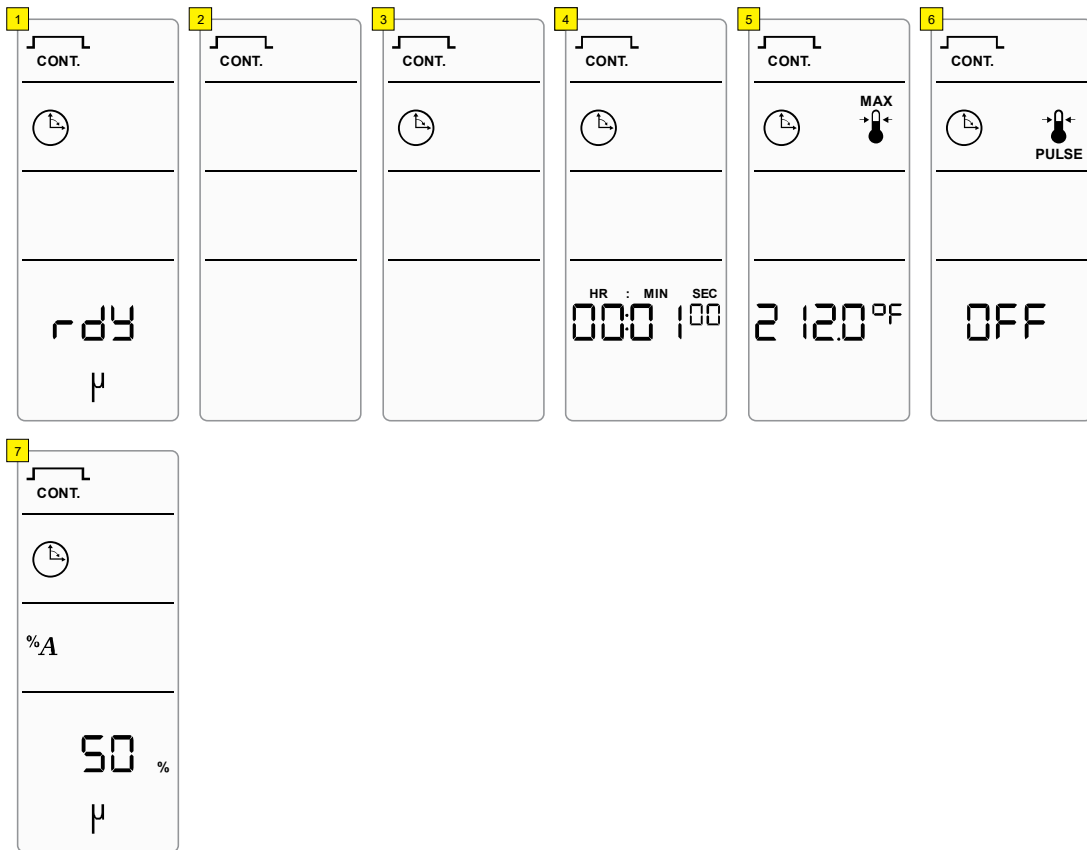 1
CONT.
rdY
µ
2
CONT.
3
CONT.
4
CONT.
HR : MIN SEC
00:01 00
5
CONT.
MAX
212.0 °F
6
CONT.
PULSE
OFF
7
CONT.
%A
50 %
µ